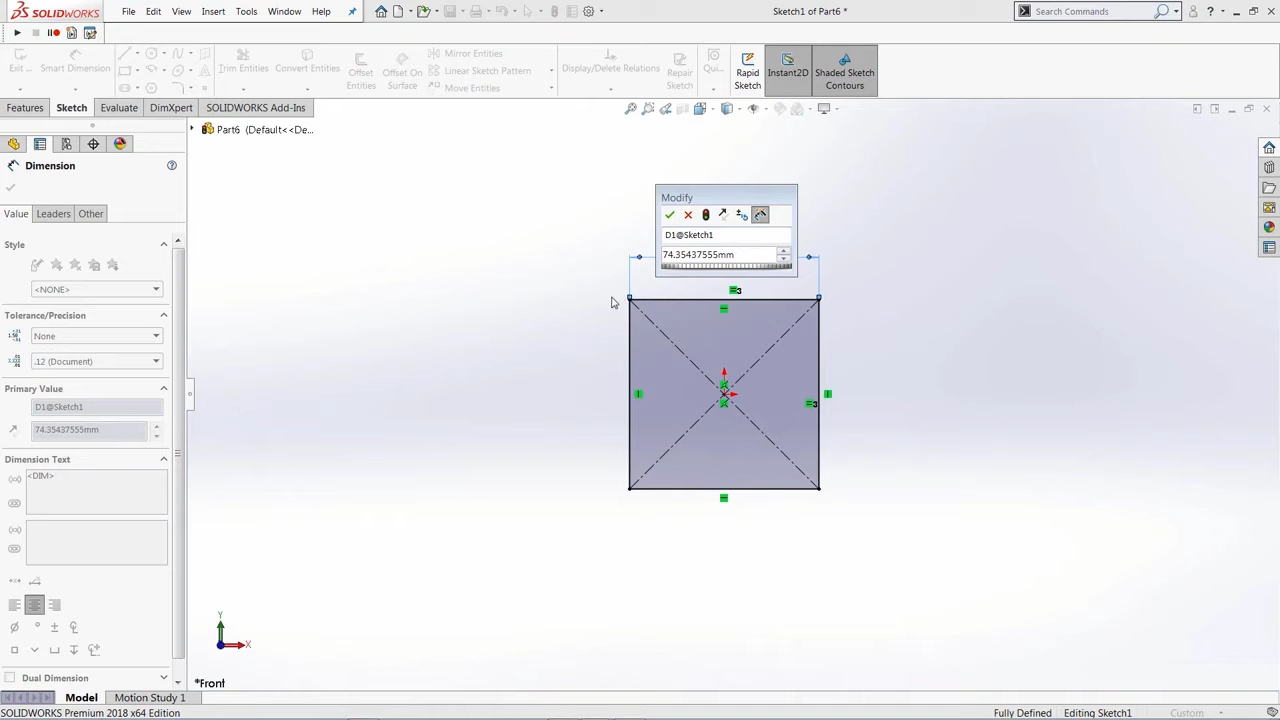 SOLIDWORKS
File Edit View Insert Tools Window Help
Sketch1 of Part6 *
Search Commands
Exit ...
Smart Dimension
Trim Entities
Convert Entities
Offset Entities
Offset On Surface
Mirror Entities
Linear Sketch Pattern
Move Entities
Display/Delete Relations
Repair Sketch
Qui...
Rapid Sketch
Instant2D
Shaded Sketch Contours
Features Sketch Evaluate DimXpert SOLIDWORKS Add-Ins
Part6 (Default<<De...
Dimension
Value Leaders Other
Style
<NONE>
Tolerance/Precision
None
.12 (Document)
Primary Value
D1@Sketch1
74.35437555mm
Dimension Text
<DIM>
Dual Dimension
Modify
D1@Sketch1
74.35437555mm
3
3
Y
X
*Front
Model Motion Study 1
SOLIDWORKS Premium 2018 x64 Edition
Fully Defined Editing Sketch1 Custom